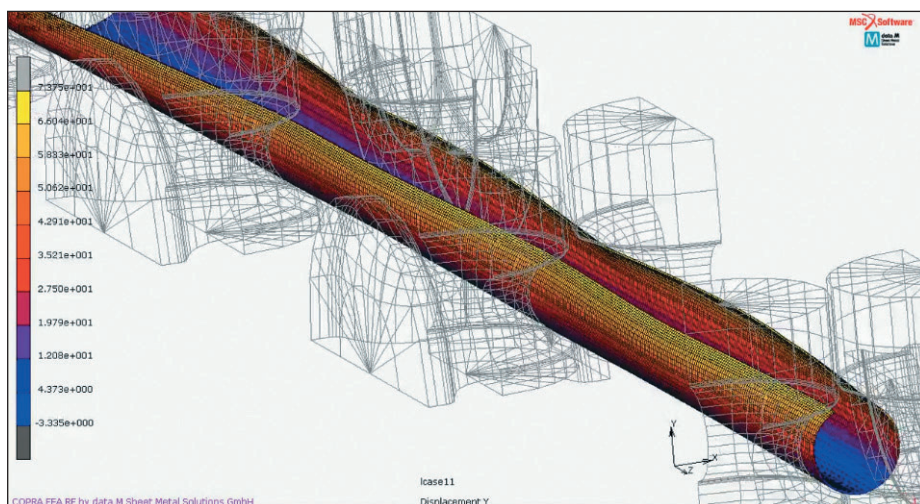 MSC Software
M data M
7.375e+001
6.604e+001
5.833e+001
5.062e+001
4.291e+001
3.521e+001
2.750e+001
1.979e+001
1.208e+001
4.373e+000
-3.335e+000
Y
X
Z
lcase11
COPRA FEA RF by data M Sheet Metal Solutions GmbH
Displacement Y